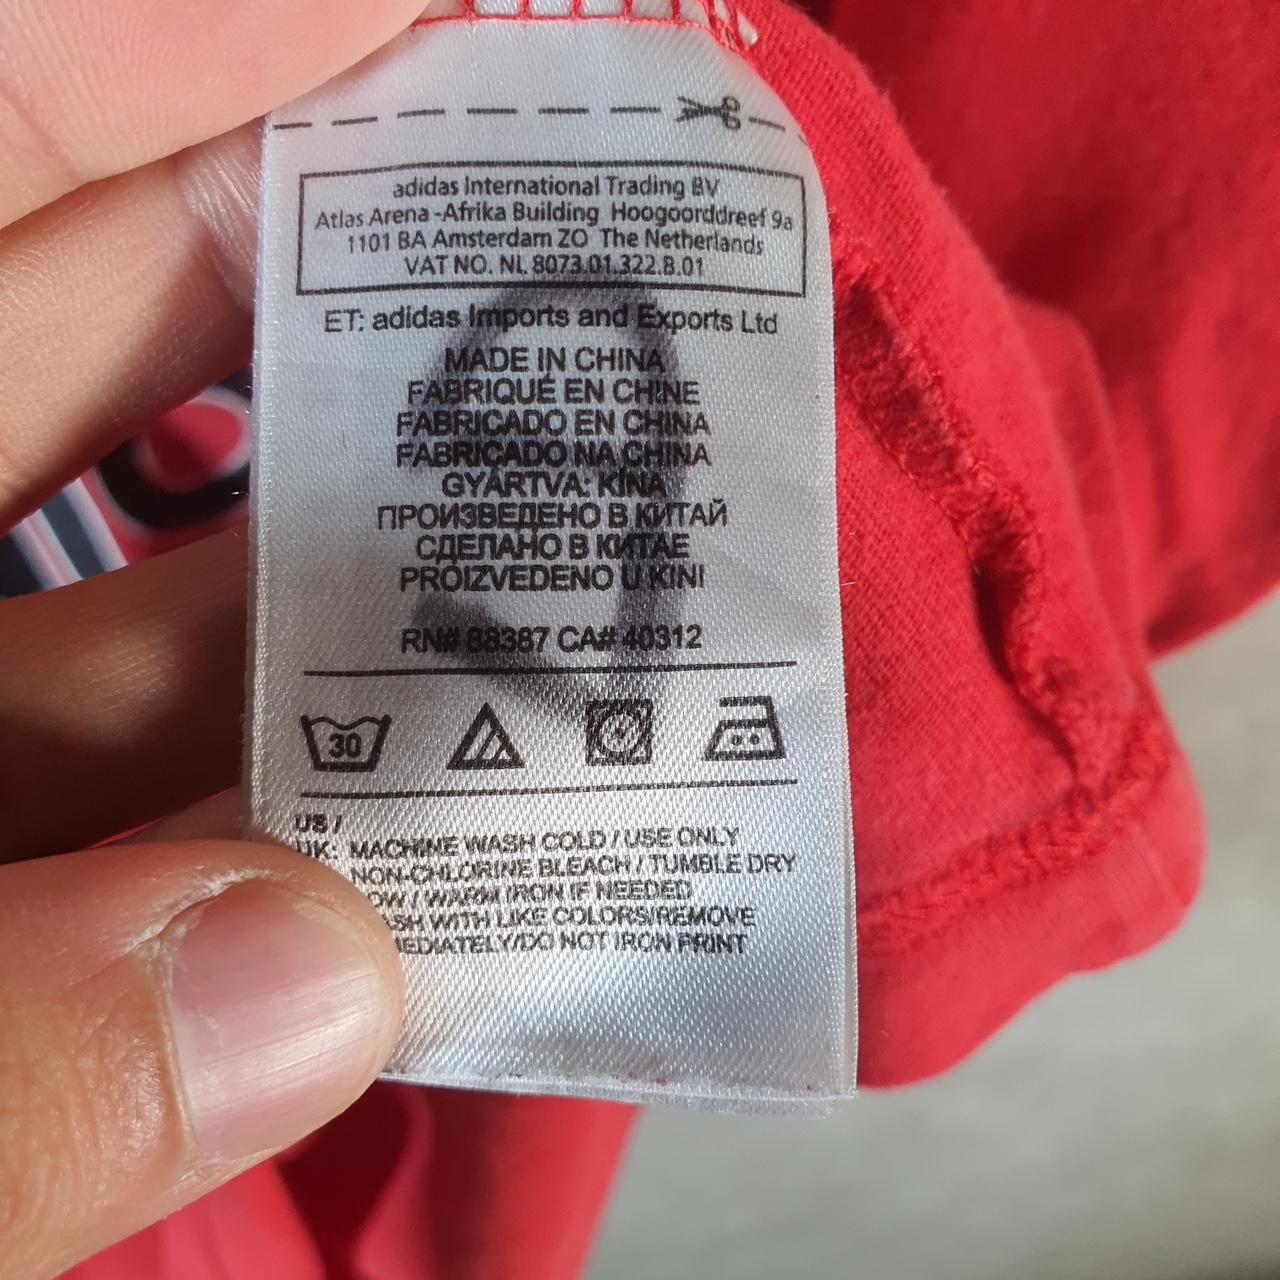 adidas International Trading BV
Atlas Arena -Afrika Building Hoogoorddreef 9a
1101 BA Amsterdam ZO The Netherlands
VAT NO. NL 8073.01.322.B.01
ET: adidas Imports and Exports Ltd
MADE IN CHINA
FABRIQUÉ EN CHINE
FABRICADO EN CHINA
FABRICADO NA CHINA
GYÁRTVA: KÍNA
ПРОИЗВЕДЕНО В КИТАЙ
СДЕЛАНО В КИТАЕ
PROIZVEDENO U KINI
RN# 88387 CA# 40312
30
US /
UK: MACHINE WASH COLD / USE ONLY
NON-CHLORINE BLEACH / TUMBLE DRY
OW / WARM IRON IF NEEDED
ASH WITH LIKE COLORS/REMOVE
MEDIATELY/DO NOT IRON PRINT